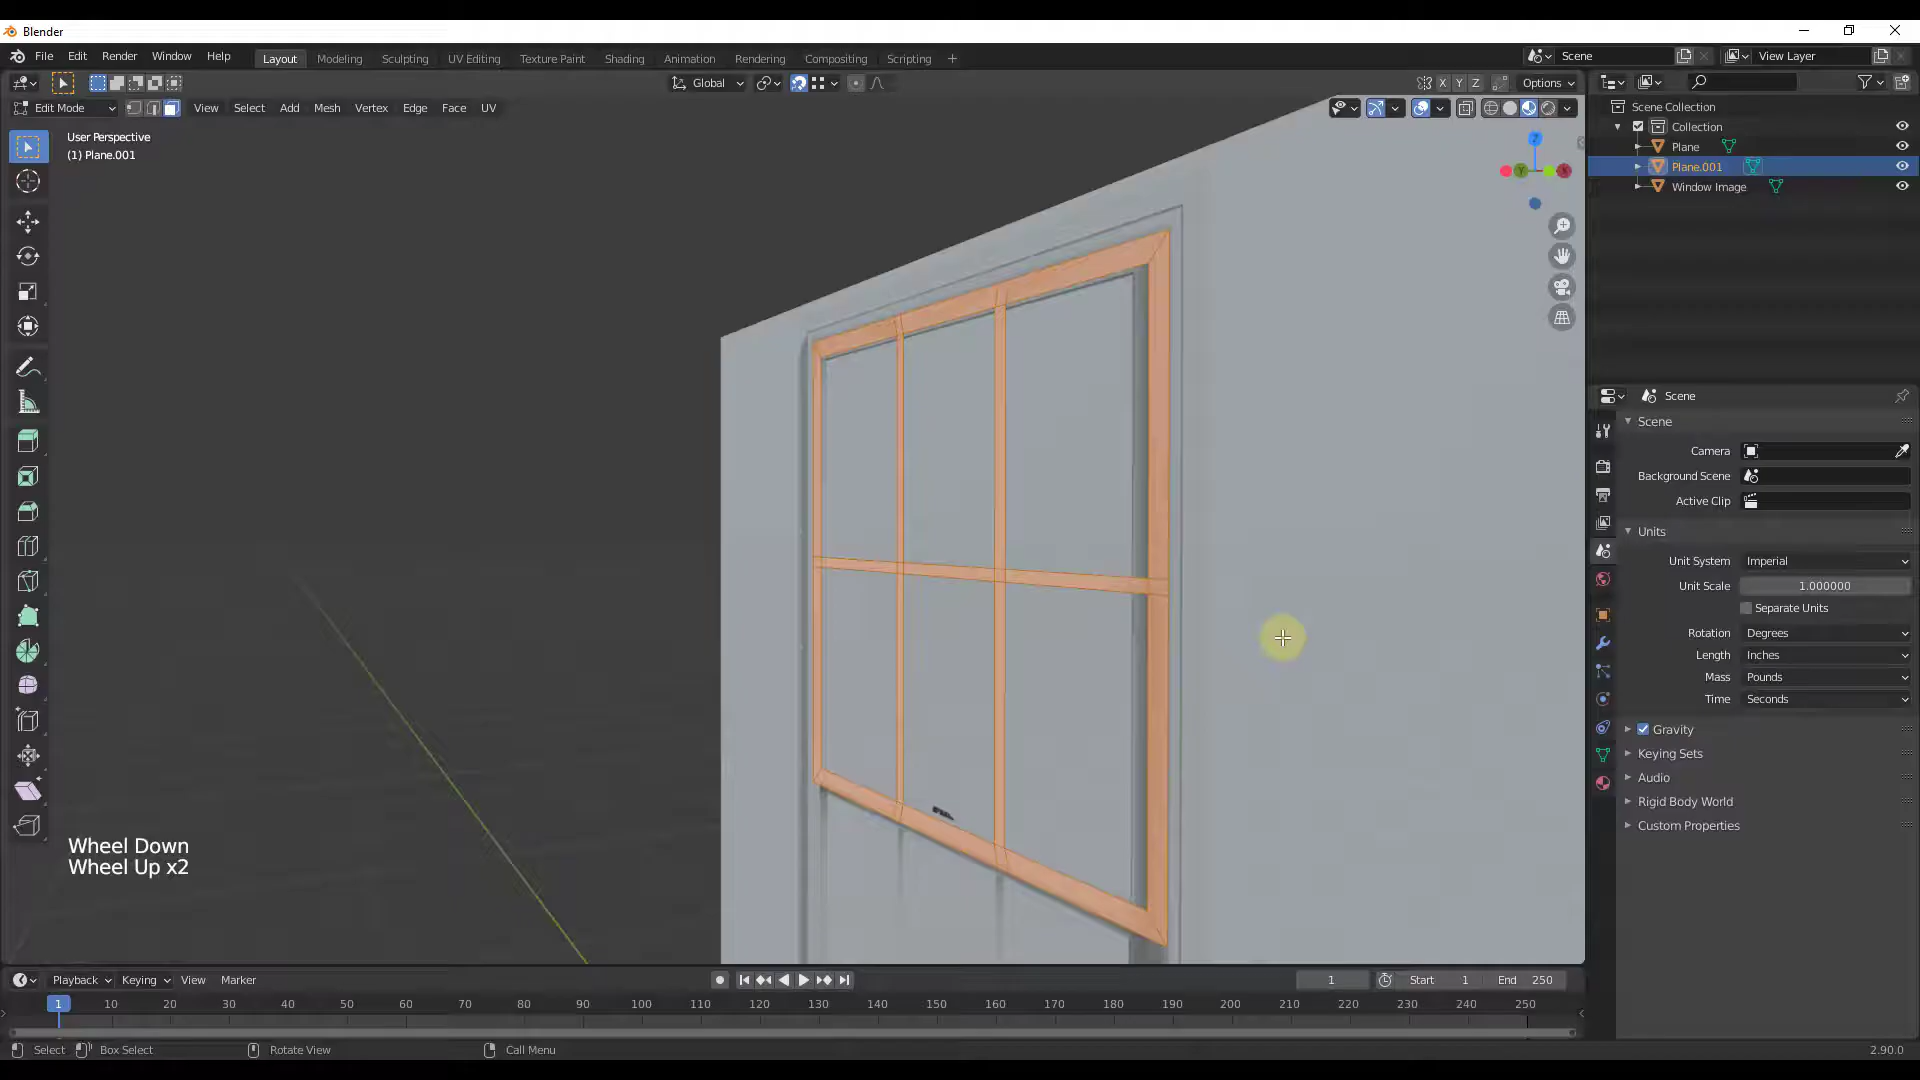 Blender
File Edit Render Window Help
Layout Modeling Sculpting UV Editing Texture Paint Shading Animation Rendering Compositing Scripting +
Scene
View Layer
Global
X Y Z
Options
Edit Mode
View Select Add Mesh Vertex Edge Face UV
User Perspective
(1) Plane.001
Z
Y
X
Scene Collection
Collection
Plane
Plane.001
Window Image
Scene
Scene
Camera
Background Scene
Active Clip
Units
Unit System Imperial
Unit Scale 1.000000
Separate Units
Rotation Degrees
Length Inches
Mass Pounds
Time Seconds
Gravity
Keying Sets
Audio
Rigid Body World
Custom Properties
Wheel Down
Wheel Up x2
Playback Keying View Marker
1
Start 1 End 250
1 10 20 30 40 50 60 70 80 90 100 110 120 130 140 150 160 170 180 190 200 210 220 230 240 250
Select Box Select Rotate View Call Menu
2.90.0